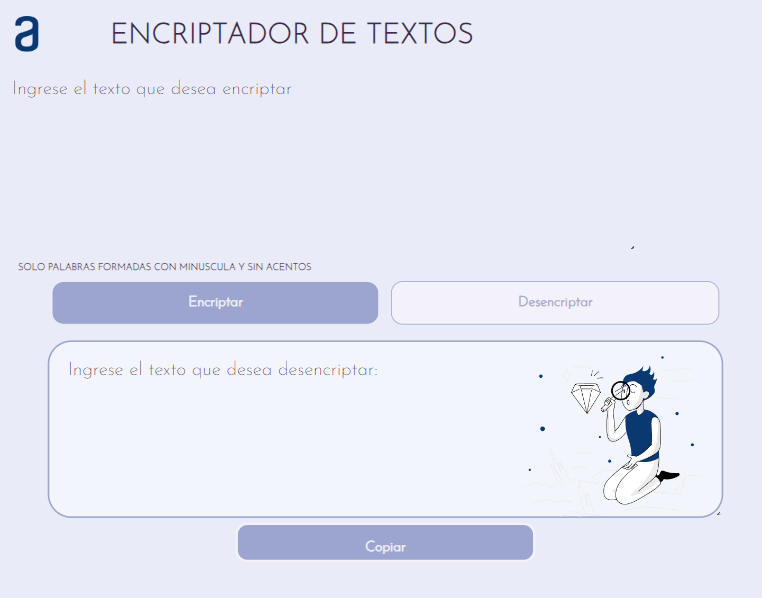 a
ENCRIPTADOR DE TEXTOS
Ingrese el texto que desea encriptar
SOLO PALABRAS FORMADAS CON MINUSCULA Y SIN ACENTOS
Encriptar
Desencriptar
Ingrese el texto que desea desencriptar:
Copiar